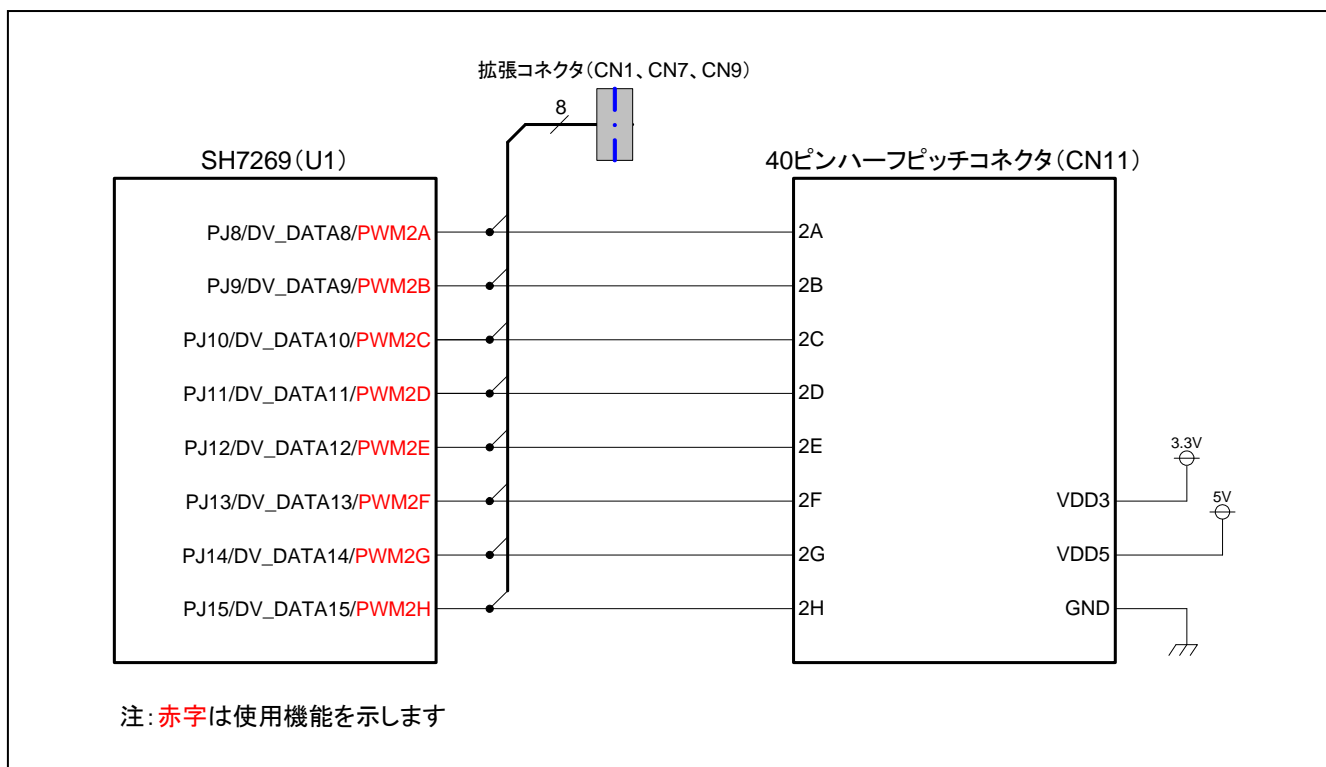 拡張コネクタ（CN1、CN7、CN9）
8
SH7269（U1）
40ピンハーフピッチコネクタ（CN11）
PJ8/DV_DATA8/PWM2A
2A
PJ9/DV_DATA9/PWM2B
2B
PJ10/DV_DATA10/PWM2C
2C
PJ11/DV_DATA11/PWM2D
2D
PJ12/DV_DATA12/PWM2E
2E
3.3V
PJ13/DV_DATA13/PWM2F
2F
VDD3
5V
PJ14/DV_DATA14/PWM2G
2G
VDD5
PJ15/DV_DATA15/PWM2H
2H
GND
注：赤字は使用機能を示します